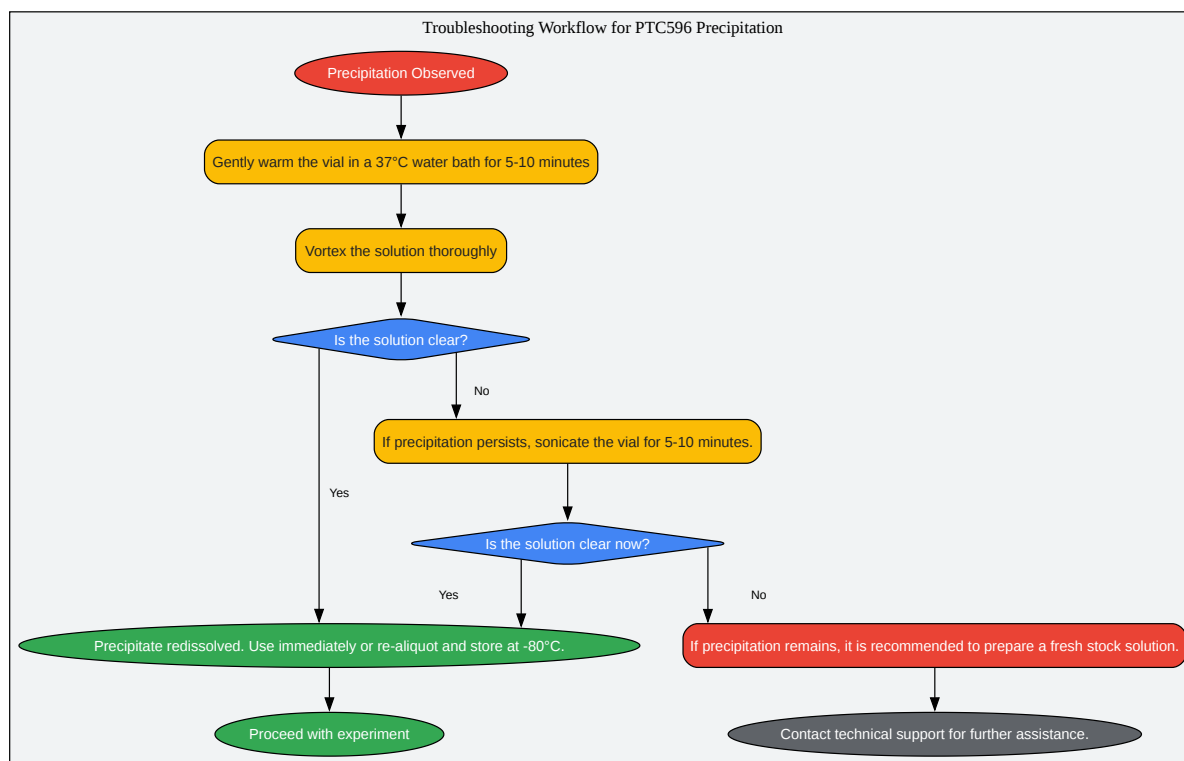 Troubleshooting Workflow for PTC596 Precipitation
Precipitation Observed
Gently warm the vial in a 37°C water bath for 5-10 minutes
Vortex the solution thoroughly
Is the solution clear?
No
If precipitation persists, sonicate the vial for 5-10 minutes.
Yes
Is the solution clear now?
Yes
No
Precipitate redissolved. Use immediately or re-aliquot and store at -80°C.
If precipitation remains, it is recommended to prepare a fresh stock solution.
Proceed with experiment
Contact technical support for further assistance.